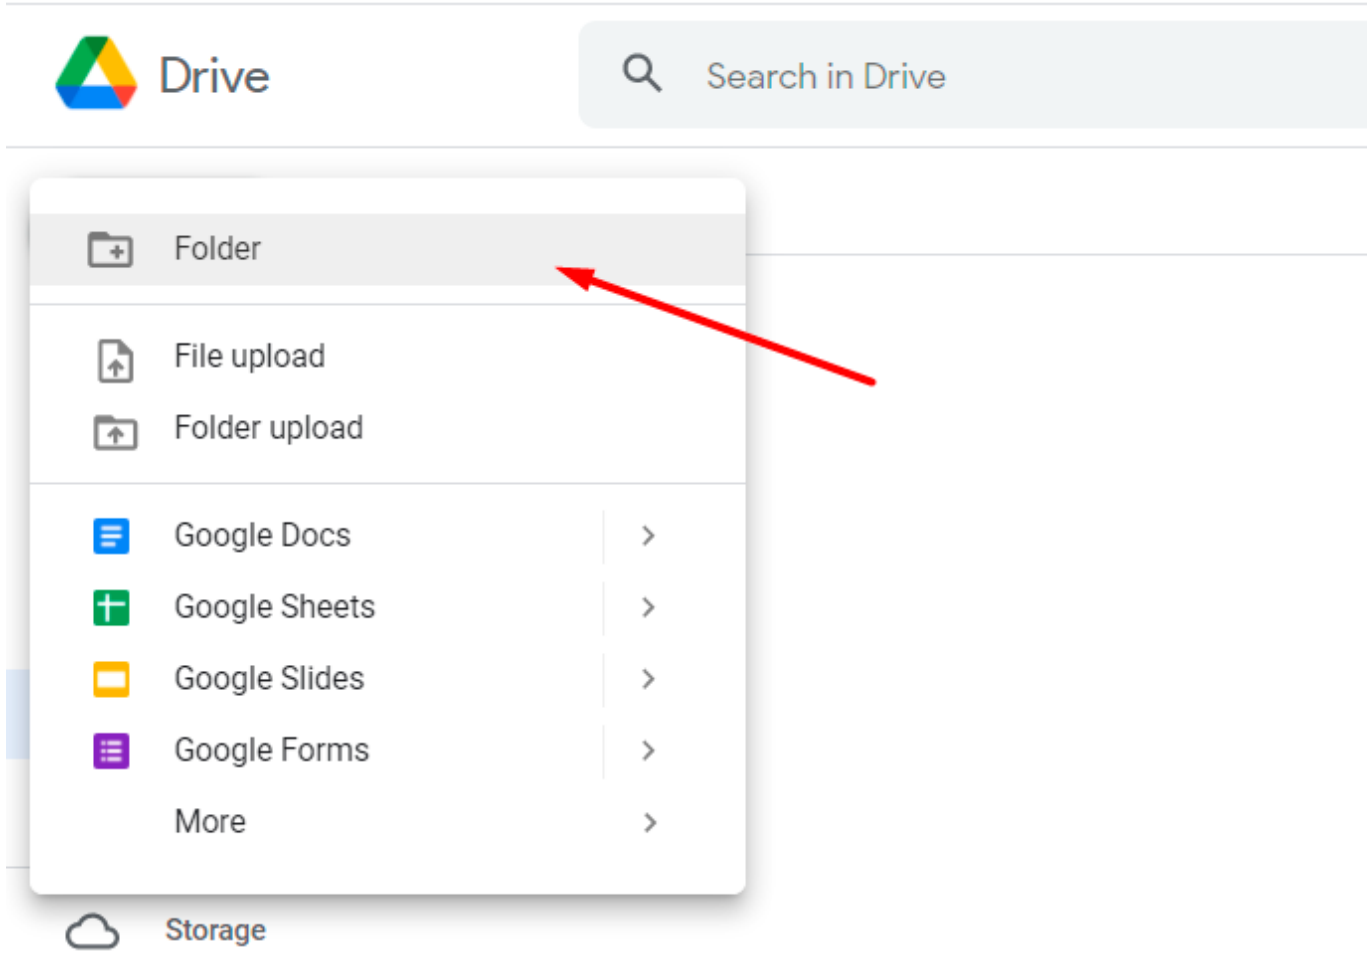 Drive
Search in Drive
Folder
File upload
Folder upload
Google Docs
Google Sheets
Google Slides
Google Forms
More
Storage